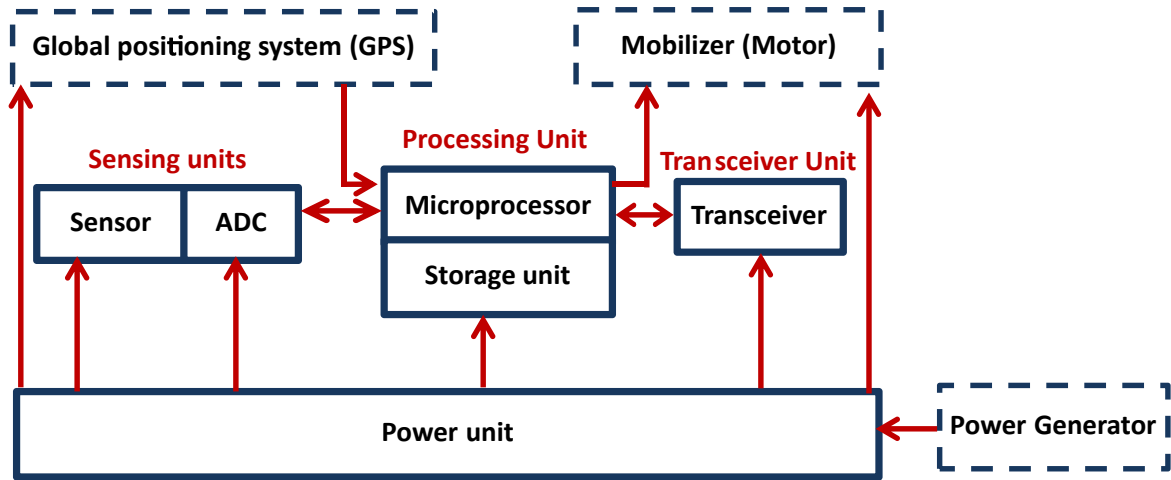 Global positioning system (GPS)
Mobilizer (Motor)
Processing Unit
Sensing units
Transceiver Unit
Sensor
ADC
Microprocessor
Transceiver
Storage unit
Power unit
Power Generator